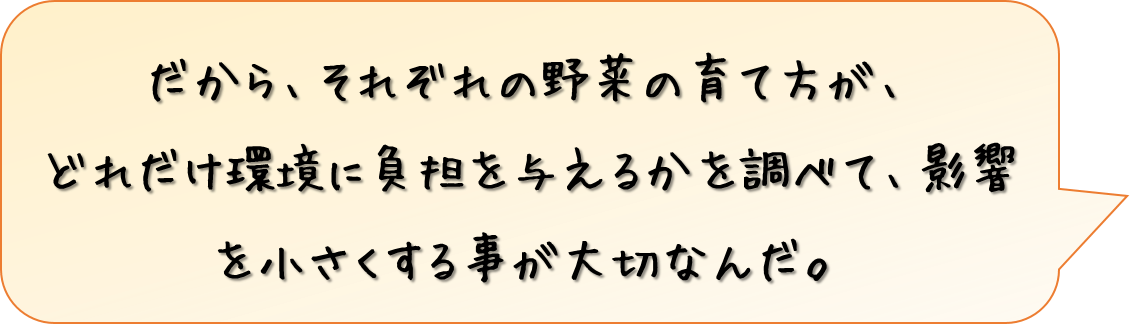 だから、それぞれの野菜の育て方が、
どれだけ環境に負担を与えるかを調べて、影響
を小さくする事が大切なんだ。